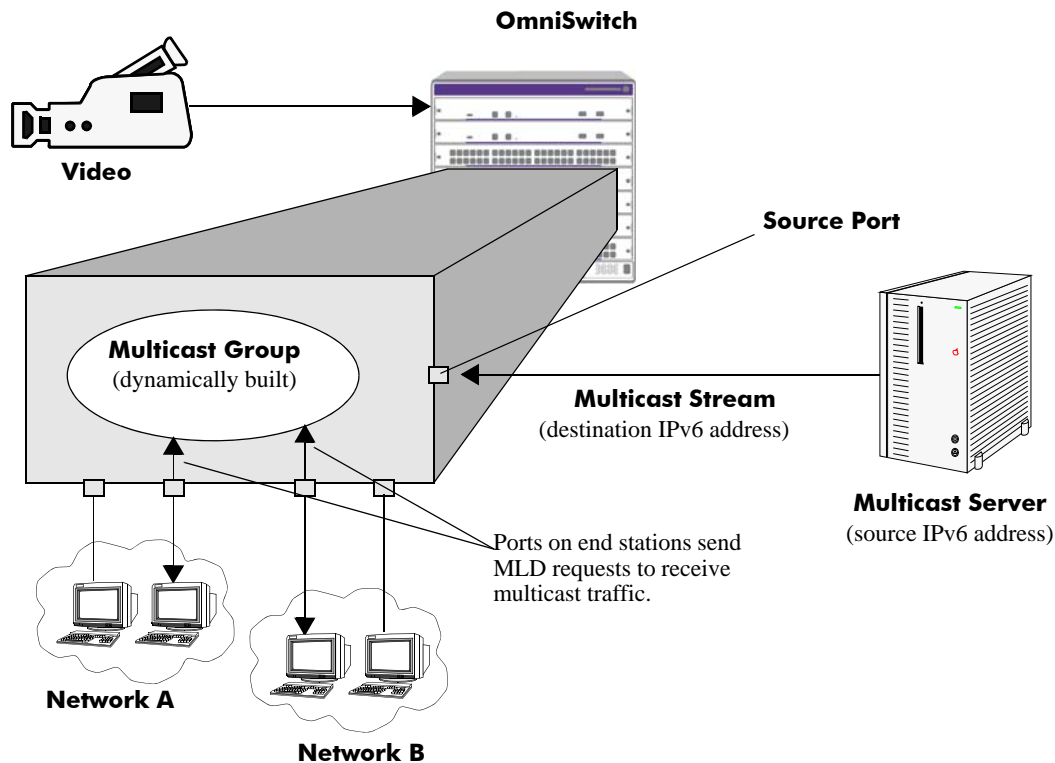 OmniSwitch
Video
Source Port
Multicast Group
(dynamically built)
Multicast Stream
(destination IPv6 address)
Multicast Server
(source IPv6 address)
Ports on end stations send
MLD requests to receive
multicast traffic.
Network A
Network B